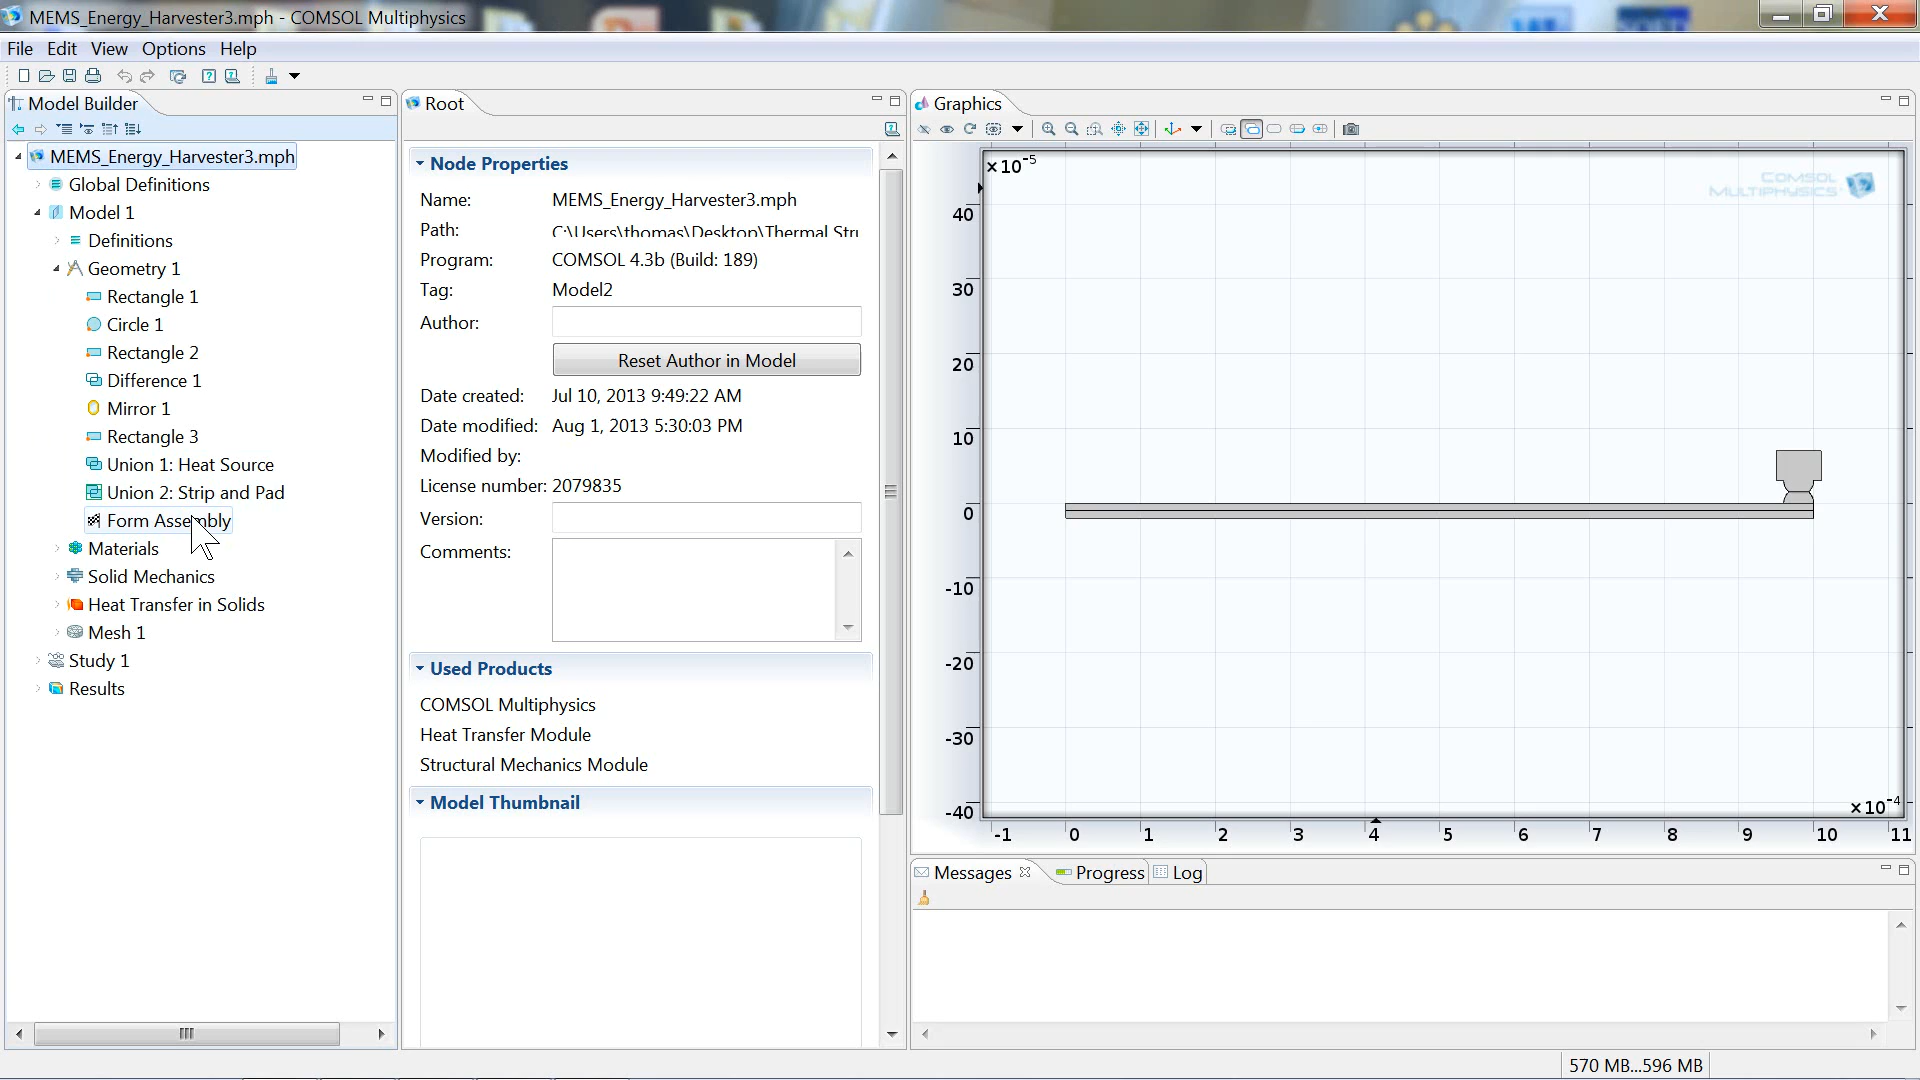 MEMS_Energy_Harvester3.mph - COMSOL Multiphysics
File Edit View Options Help
Model Builder
MEMS_Energy_Harvester3.mph
Global Definitions
Model 1
Definitions
Geometry 1
Rectangle 1
Circle 1
Rectangle 2
Difference 1
Mirror 1
Rectangle 3
Union 1: Heat Source
Union 2: Strip and Pad
Form Assembly
Materials
Solid Mechanics
Heat Transfer in Solids
Mesh 1
Study 1
Results
Root
Node Properties
Name: MEMS_Energy_Harvester3.mph
Path: C:\Users\thomas\Desktop\Thermal Stru
Program: COMSOL 4.3b (Build: 189)
Tag: Model2
Author:
Reset Author in Model
Date created: Jul 10, 2013 9:49:22 AM
Date modified: Aug 1, 2013 5:30:03 PM
Modified by:
License number: 2079835
Version:
Comments:
Used Products
COMSOL Multiphysics
Heat Transfer Module
Structural Mechanics Module
Model Thumbnail
Graphics
×10⁻⁵
COMSOL
MULTIPHYSICS
40
30
20
10
0
-10
-20
-30
-40
×10⁻⁴
-1 0 1 2 3 4 5 6 7 8 9 10 11
Messages Progress Log
570 MB...596 MB